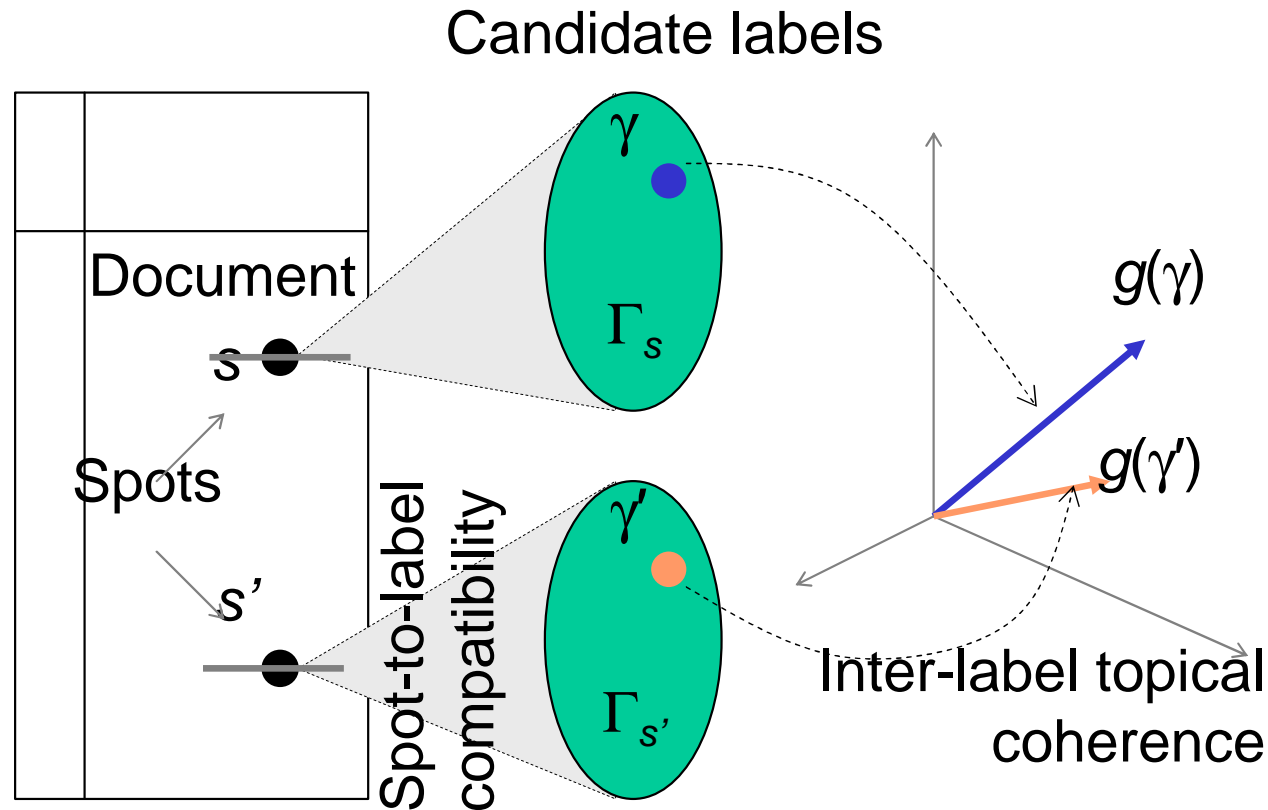 Candidate labels
γ
Document
Γs
s
g(γ)
Spots
g(γ′)
s’
γ′
Spot-to-label
compatibility
Γs’
Inter-label topical
coherence